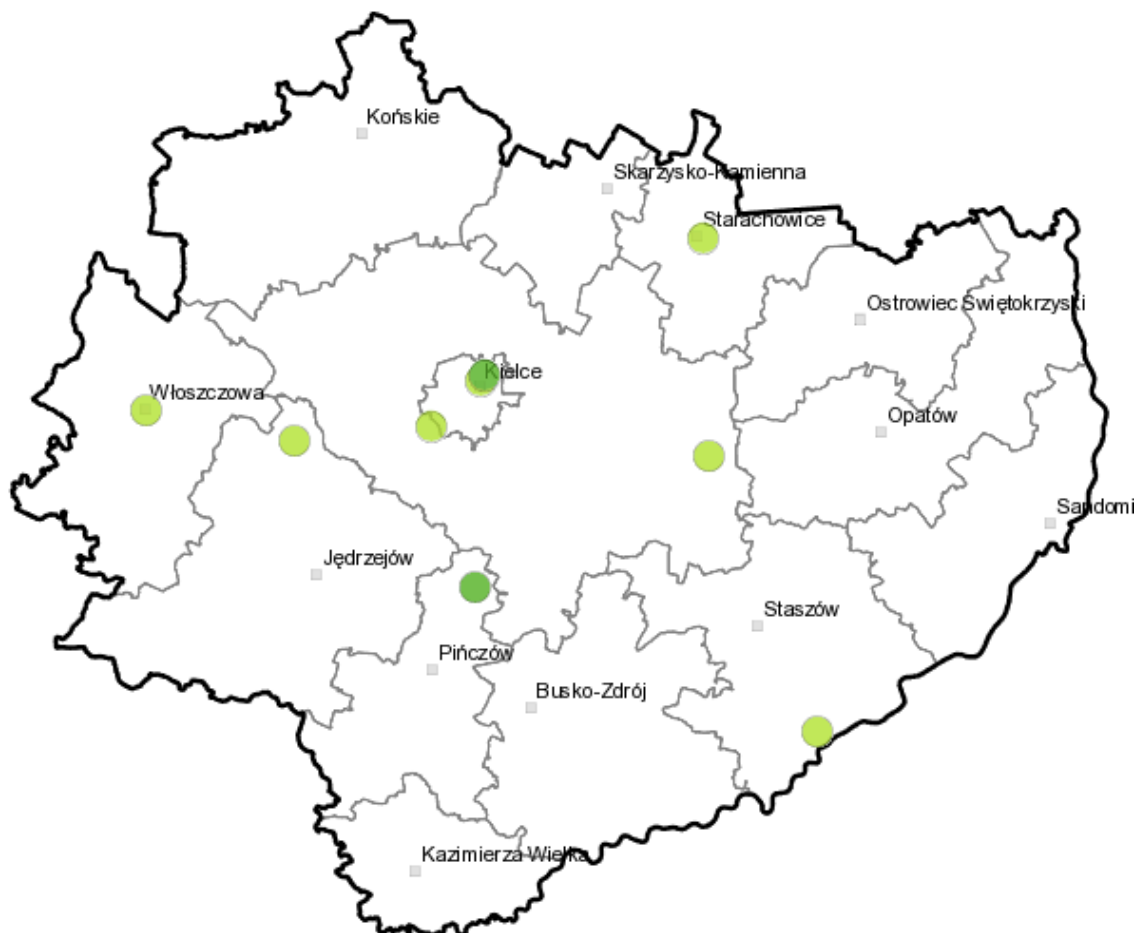 Końskie
Skarżysko-Kamienna
Starachowice
Ostrowiec Świętokrzyski
Kielce
Włoszczowa
Opatów
Sandomi
Jędrzejów
Staszów
Pińczów
Busko-Zdrój
Kazimierza Wielka